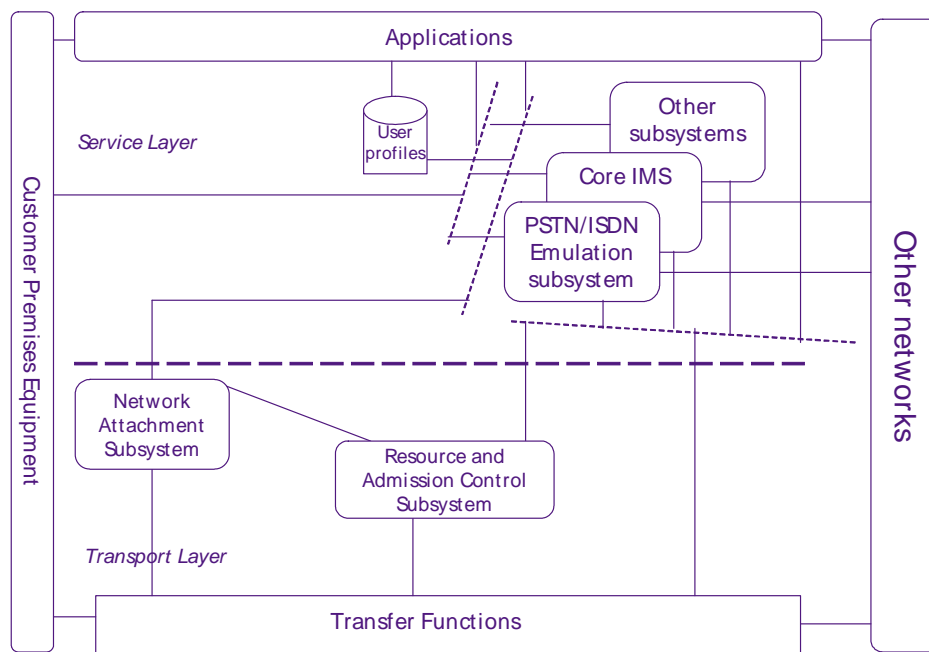 Applications
Other
subsystems
User
profiles
Service Layer
Core IMS
PSTN/ISDN
Emulation
subsystem
Customer Premises Equipment
Other networks
Network
Attachment
Subsystem
Resource and
Admission Control
Subsystem
Transport Layer
Transfer Functions